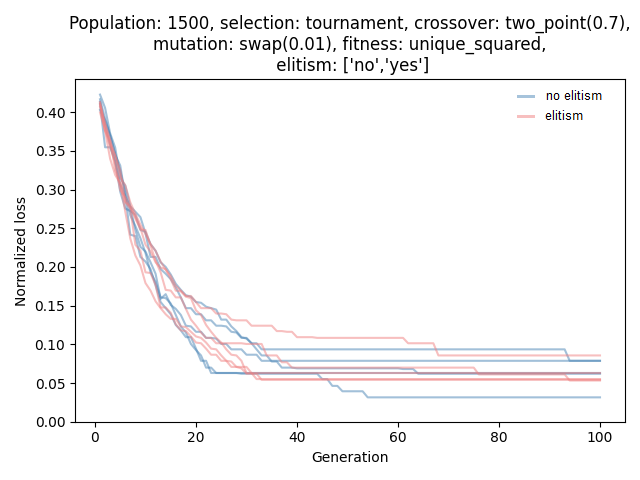 Population: 1500, selection: tournament, crossover: two_point(0.7),
mutation: swap(0.01), fitness: unique_squared,
elitism: ['no','yes']
no elitism
elitism
Normalized loss
0.40
0.35
0.30
0.25
0.20
0.15
0.10
0.05
0.00
0 20 40 60 80 100
Generation